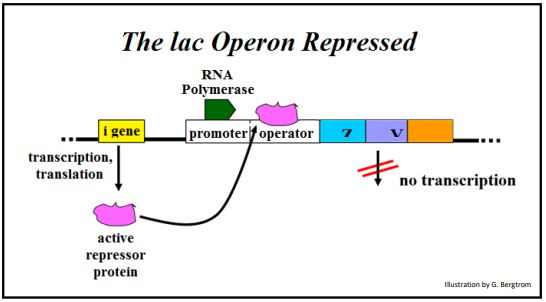 The lac Operon Repressed
RNA
Polymerase
i gene
promoter
operator
z
transcription,
translation
no transcription
active
repressor
protein
Illustration by G. Bergtrom